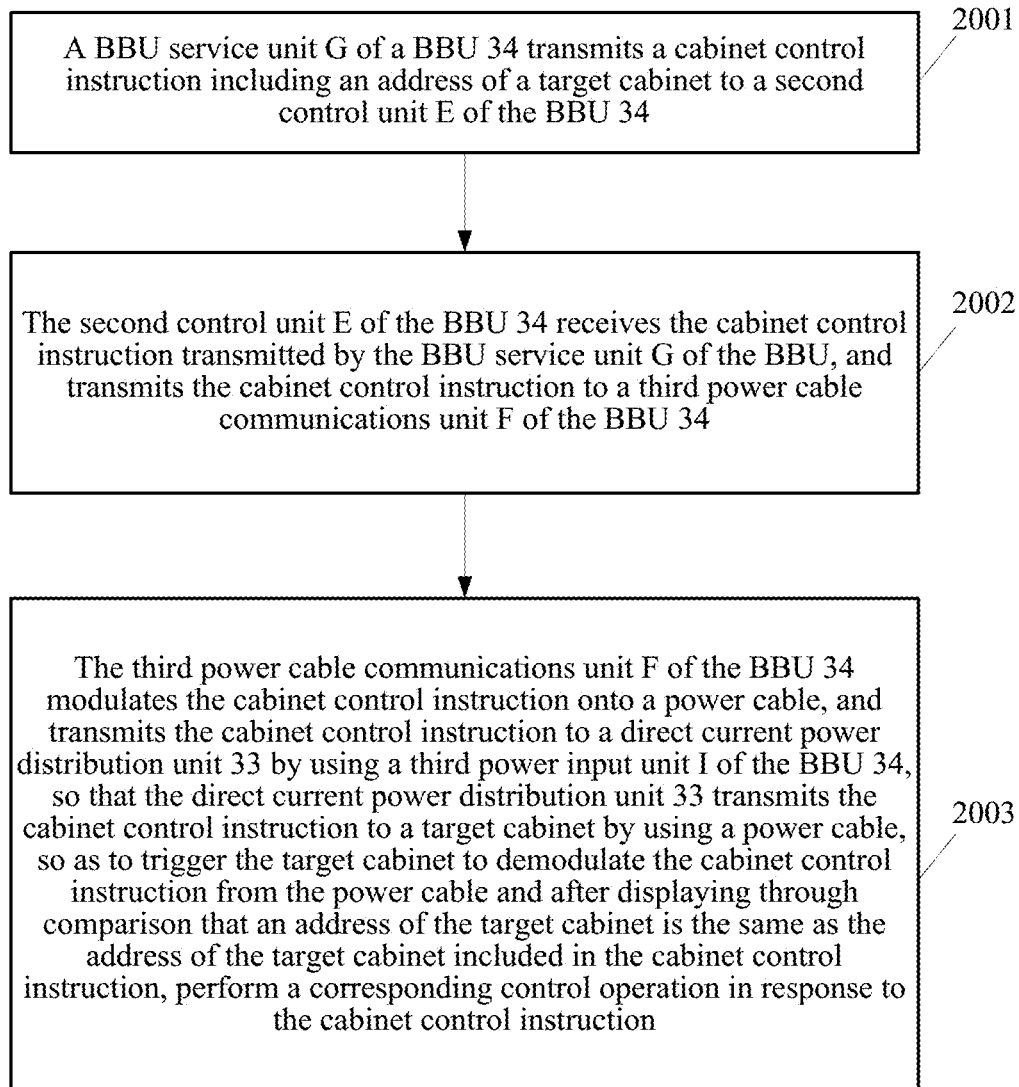 2001
A BBU service unit G of a BBU 34 transmits a cabinet control
instruction including an address of a target cabinet to a second
control unit E of the BBU 34
2002
The second control unit E of the BBU 34 receives the cabinet control
instruction transmitted by the BBU service unit G of the BBU, and
transmits the cabinet control instruction to a third power cable
communications unit F of the BBU 34
The third power cable communications unit F of the BBU 34
modulates the cabinet control instruction onto a power cable, and
transmits the cabinet control instruction to a direct current power
distribution unit 33 by using a third power input unit I of the BBU 34,
so that the direct current power distribution unit 33 transmits the
cabinet control instruction to a target cabinet by using a power cable,
so as to trigger the target cabinet to demodulate the cabinet control
instruction from the power cable and after displaying through
comparison that an address of the target cabinet is the same as the
address of the target cabinet included in the cabinet control
instruction, perform a corresponding control operation in response to
the cabinet control instruction
2003